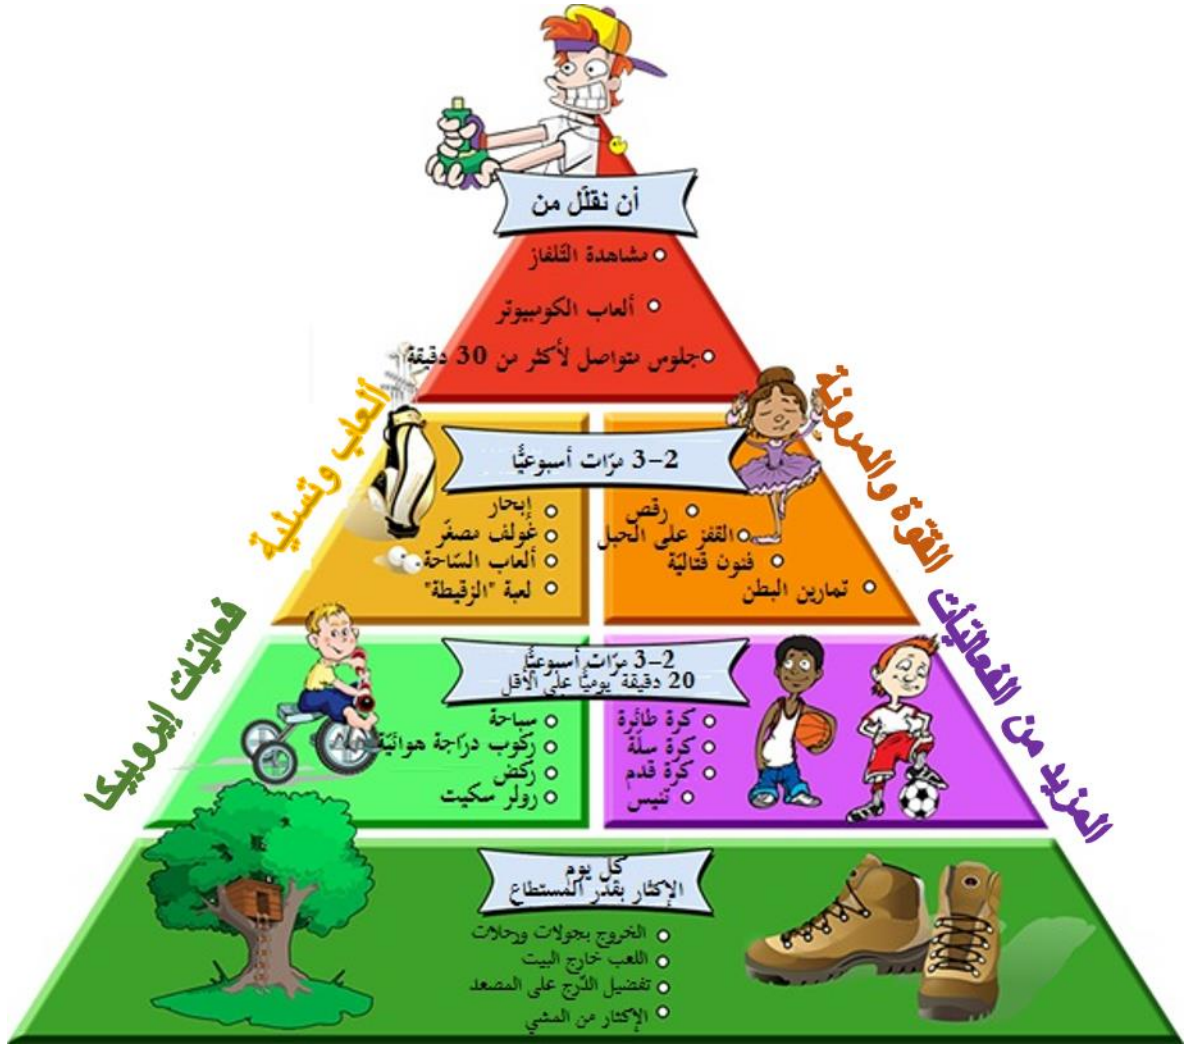 أن نقلّل من
مشاهدة التّلفاز
ألعاب الكومبيوتر
جلوس متواصل لأكثر من 30 دقيقة
القوّة والمرونة
ألعاب وتسلية
2-3 مرّات أسبوعيًّا
رقص
القفز على الحبل
فنون قتاليّة
تمارين البطن
إبحار
غولف مصغّر
ألعاب السّاحة
لعبة "الزقيطة"
المزيد من الفعاليّات
فعاليّات إيروبيكا
2-3 مرّات أسبوعيًّا
20 دقيقة يوميًّا على الأقل
كرة طائرة
كرة سلّة
كرة قدم
تنيس
سباحة
ركوب درّاجة هوائيّة
ركض
رولر سكيت
كل يوم
الإكثار بقدر المستطاع
الخروج بجولات ورحلات
اللعب خارج البيت
تفضيل الدّرج على المصعد
الإكثار من المشي